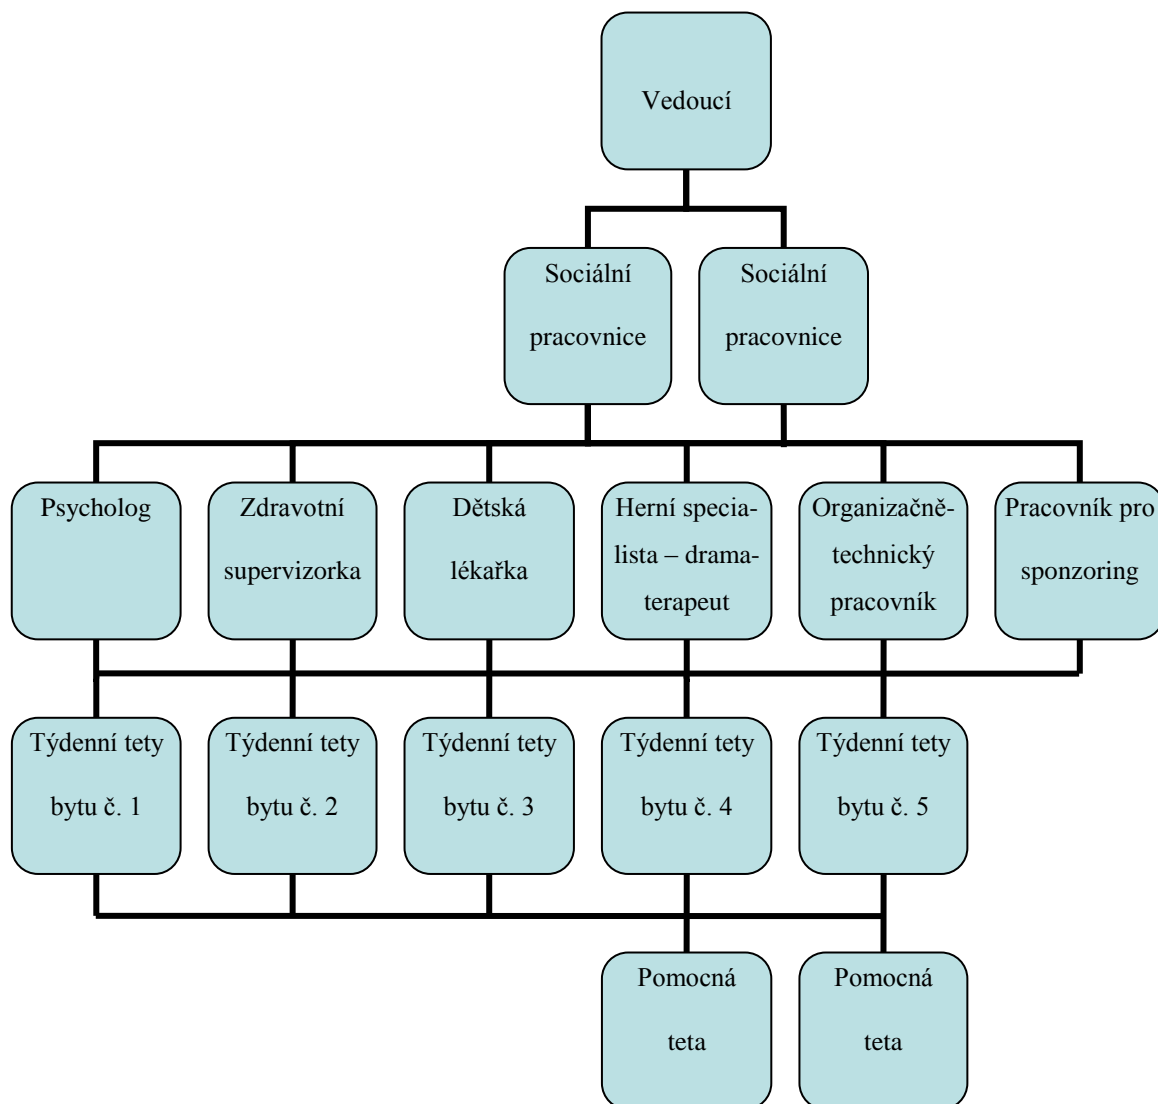 Vedoucí
Sociální
pracovnice
Sociální
pracovnice
Psycholog
Zdravotní
supervizorka
Dětská
lékařka
Herní specia-
lista – drama-
terapeut
Organizačně-
technický
pracovník
Pracovník pro
sponzoring
Týdenní tety
bytu č. 1
Týdenní tety
bytu č. 2
Týdenní tety
bytu č. 3
Týdenní tety
bytu č. 4
Týdenní tety
bytu č. 5
Pomocná
teta
Pomocná
teta